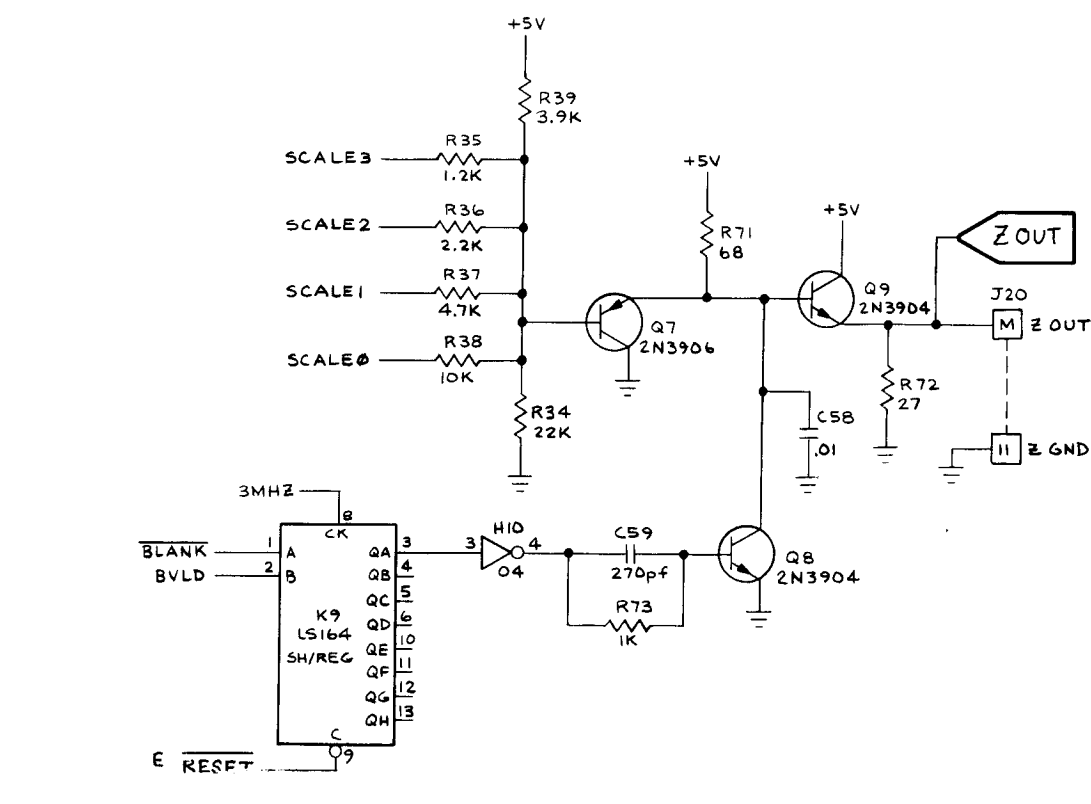 +5V
R39
3.9K
SCALE3
R35
1.2K
+5V
SCALE2
R36
2.2K
R71
68
+5V
Z OUT
SCALE1
R37
4.7K
Q9
2N3904
J20
M
Z OUT
Q7
2N3906
SCALE0
R38
10K
R34
22K
R72
27
C58
.01
11
Z GND
3MHZ
8
CK
BLANK
1
A
BVLD
2
B
QA
3
QB
4
QC
5
QD
6
QE
10
QF
11
QG
12
QH
13
K9
LS164
SH/REG
C
9
E RESET
H10
3
4
04
C59
270pf
R73
1K
Q8
2N3904